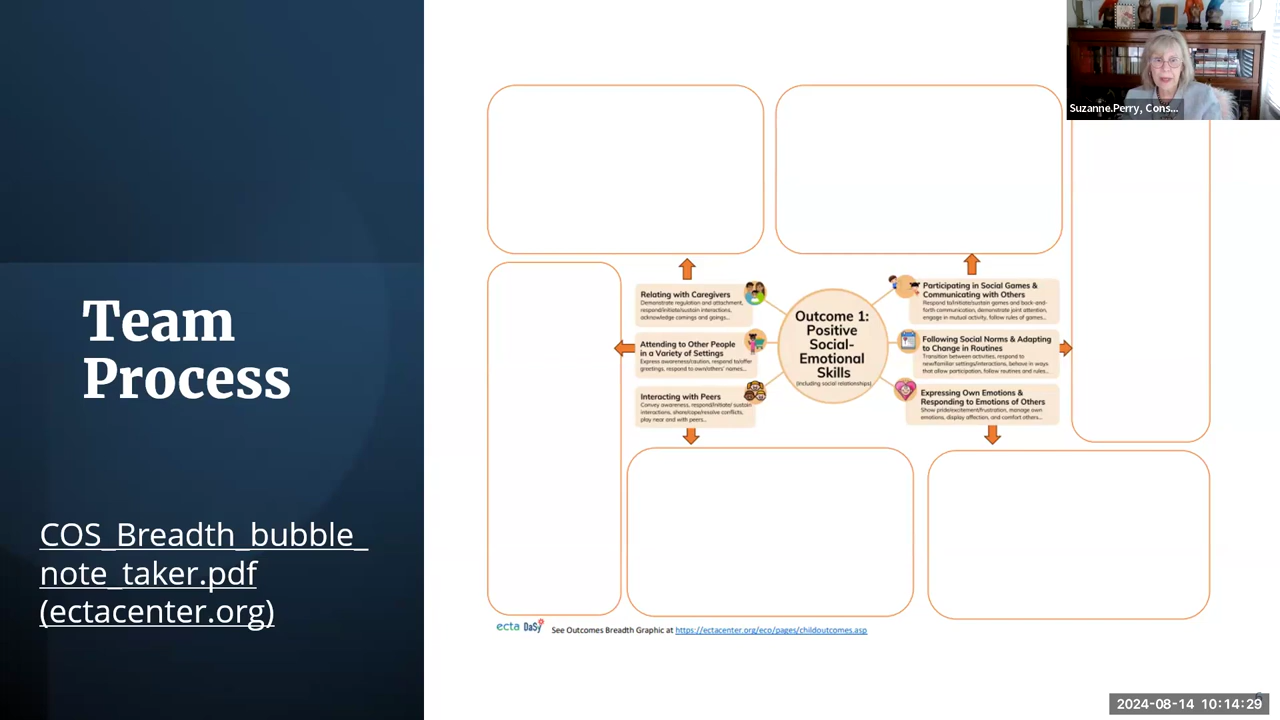 Team
Process
COS_Breadth_bubble_
note_taker.pdf
(ectacenter.org)
Suzanne.Perry, Cons...
Relating with Caregivers
Demonstrate regulation and attachment,
respond/initiate/sustain interactions,
acknowledge comings and goings...
Attending to Other People
in a Variety of Settings
Express awareness/caution, respond to/offer
greetings, respond to own/others' names...
Interacting with Peers
Convey awareness, respond/initiate/ sustain
interactions, share/cope/resolve conflicts,
play near and with peers...
Outcome 1:
Positive
Social-
Emotional
Skills
(including social relationships)
Participating in Social Games &
Communicating with Others
Respond to/initiate/sustain games and back-and-
forth communication, demonstrate joint attention,
engage in mutual activity, follow rules of games...
Following Social Norms & Adapting
to Change in Routines
Transition between activities, respond to
new/familiar settings/interactions, behave in ways
that allow participation, follow routines and rules...
Expressing Own Emotions &
Responding to Emotions of Others
Show pride/excitement/frustration, manage own
emotions, display affection, and comfort others...
ecta DaSy
See Outcomes Breadth Graphic at https://ectacenter.org/eco/pages/childoutcomes.asp
2024-08-14 10:14:29